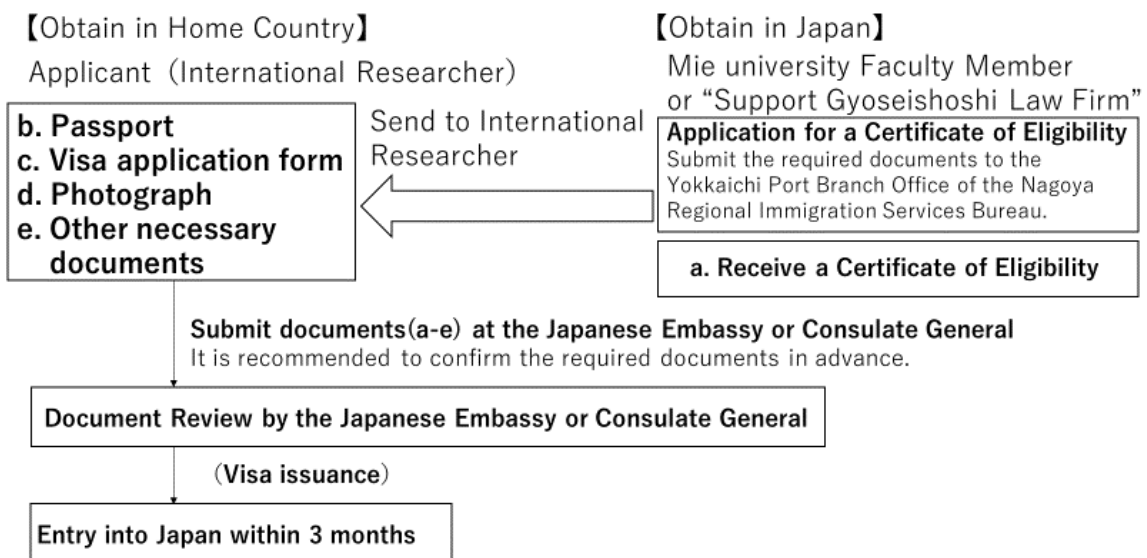 【Obtain in Home Country】
Applicant（International Researcher）
b. Passport
c. Visa application form
d. Photograph
e. Other necessary
documents
Send to International
Researcher
【Obtain in Japan】
Mie university Faculty Member
or “Support Gyoseishoshi Law Firm”
Application for a Certificate of Eligibility
Submit the required documents to the
Yokkaichi Port Branch Office of the Nagoya
Regional Immigration Services Bureau.
a. Receive a Certificate of Eligibility
Submit documents(a-e) at the Japanese Embassy or Consulate General
It is recommended to confirm the required documents in advance.
Document Review by the Japanese Embassy or Consulate General
（Visa issuance）
Entry into Japan within 3 months